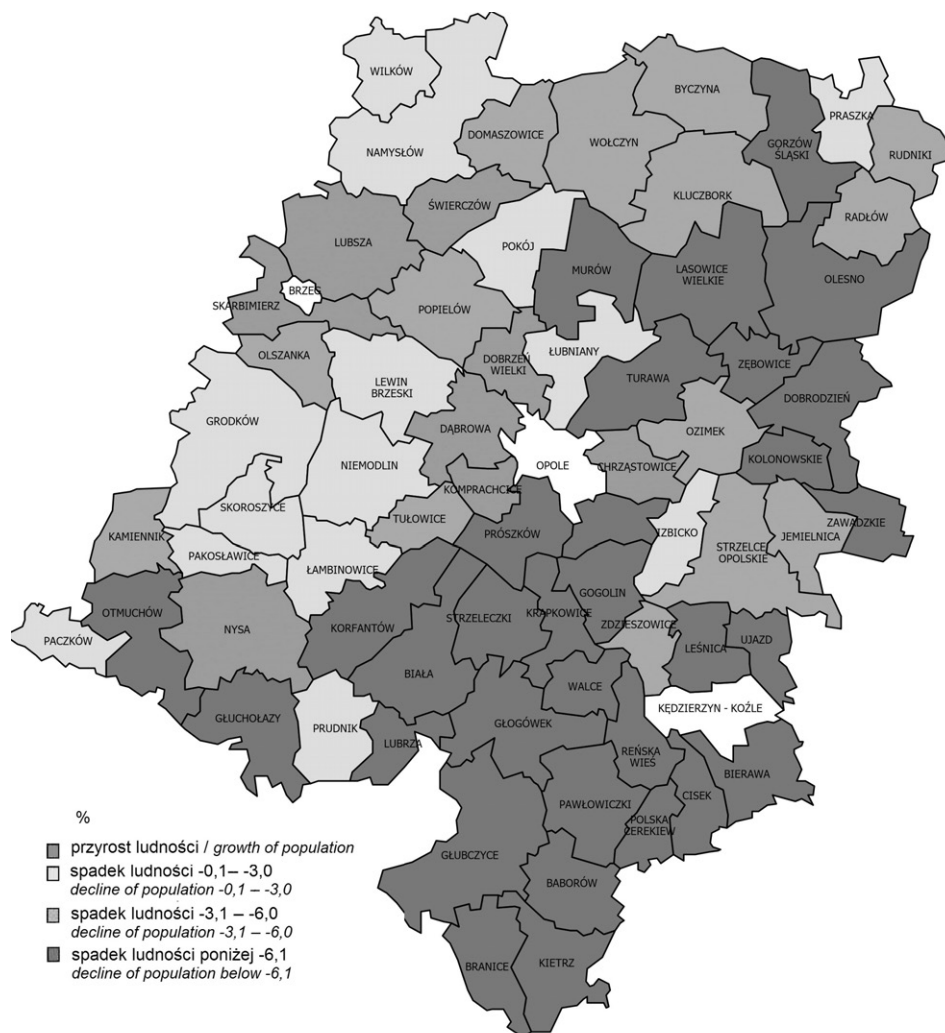 WILKÓW
BYCZYNA
PRASZKA
DOMASZOWICE
WOŁCZYN
GORZÓW
ŚLĄSKI
RUDNIKI
NAMYSŁÓW
KLUCZBORK
ŚWIERCZÓW
RADŁÓW
LUBSZA
POKÓJ
MURÓW
LASOWICE
WIELKIE
OLESNO
BRZEG
SKARBIMIERZ
POPIELÓW
OLSZANKA
DOBRZEŃ
WIELKI
ŁUBNIANY
ZĘBOWICE
TURAWA
LEWIN
BRZESKI
DOBRODZIEŃ
GRODKÓW
DĄBROWA
OZIMEK
NIEMODLIN
OPOLE
CHRZĄSTOWICE
KOLONOWSKIE
KOMPRACHCICE
SKOROSZYCE
TUŁOWICE
PRÓSZKÓW
IZBICKO
ZAWADZKIE
KAMIENNIK
JEMIELNICA
STRZELCE
OPOLSKIE
PAKOSŁAWICE
ŁAMBINOWICE
GOGOLIN
OTMUCHÓW
KRAPKOWICE
PACZKÓW
NYSA
KORFANTÓW
STRZELECZKI
ZDZIESZOWICE
UJAZD
LEŚNICA
BIAŁA
WALCE
KĘDZIERZYN - KOŹLE
GŁUCHOŁAZY
PRUDNIK
GŁOGÓWEK
LUBRZA
REŃSKA
WIEŚ
BIERAWA
CISEK
PAWŁOWICZKI
POLSKA
CEREKIEW
GŁUBCZYCE
BABORÓW
BRANICE
KIETRZ
%
przyrost ludności / growth of population
spadek ludności -0,1– -3,0
decline of population -0,1 – -3,0
spadek ludności -3,1 – -6,0
decline of population -3,1 – -6,0
spadek ludności poniżej -6,1
decline of population below -6,1